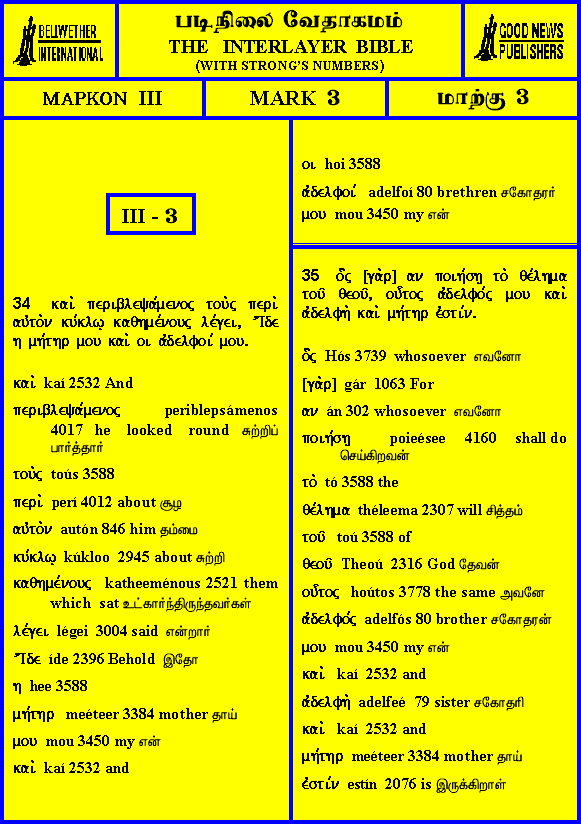 BELLWETHER
INTERNATIONAL
படிநிலை வேதாகமம்
THE INTERLAYER BIBLE
(WITH STRONG'S NUMBERS)
GOOD NEWS
PUBLISHERS
ΜΑΡΚΟΝ III
MARK 3
மாற்கு 3
III - 3
34 καὶ περιβλεψάμενος τοὺς περὶ
αὐτὸν κύκλῳ καθημένους λέγει, Ἴδε
η μήτηρ μου καὶ οι ἀδελφοί μου.
καὶ kaí 2532 And
περιβλεψάμενος periblepsámenos
4017 he looked round சுற்றிப்
பார்த்தார்
τοὺς toús 3588
περὶ perí 4012 about சூழ
αὐτὸν autón 846 him தம்மை
κύκλῳ kúkloo 2945 about சுற்றி
καθημένους katheeménous 2521 them
which sat உட்கார்ந்திருந்தவர்கள்
λέγει légei 3004 said என்றார்
Ἴδε íde 2396 Behold இதோ
η hee 3588
μήτηρ meéteer 3384 mother தாய்
μου mou 3450 my என்
καὶ kaí 2532 and
οι hoi 3588
ἀδελφοί adelfoí 80 brethren சகோதரர்
μου mou 3450 my என்
35 ὃς [γὰρ] αν ποιήσῃ τὸ θέλημα
τοῦ θεοῦ, οὗτος ἀδελφός μου καὶ
ἀδελφὴ καὶ μήτηρ ἐστίν.
ὃς Hós 3739 whosoever எவனோ
[γὰρ] gár 1063 For
αν án 302 whosoever எவனோ
ποιήσῃ poieésee 4160 shall do
செய்கிறவன்
τὸ tó 3588 the
θέλημα théleema 2307 will சித்தம்
τοῦ toú 3588 of
θεοῦ Theoú 2316 God தேவன்
οὗτος hoútos 3778 the same அவனே
ἀδελφός adelfós 80 brother சகோதரன்
μου mou 3450 my என்
καὶ kaí 2532 and
ἀδελφὴ adelfeé 79 sister சகோதரி
καὶ kaí 2532 and
μήτηρ meéteer 3384 mother தாய்
ἐστίν estín 2076 is இருக்கிறாள்